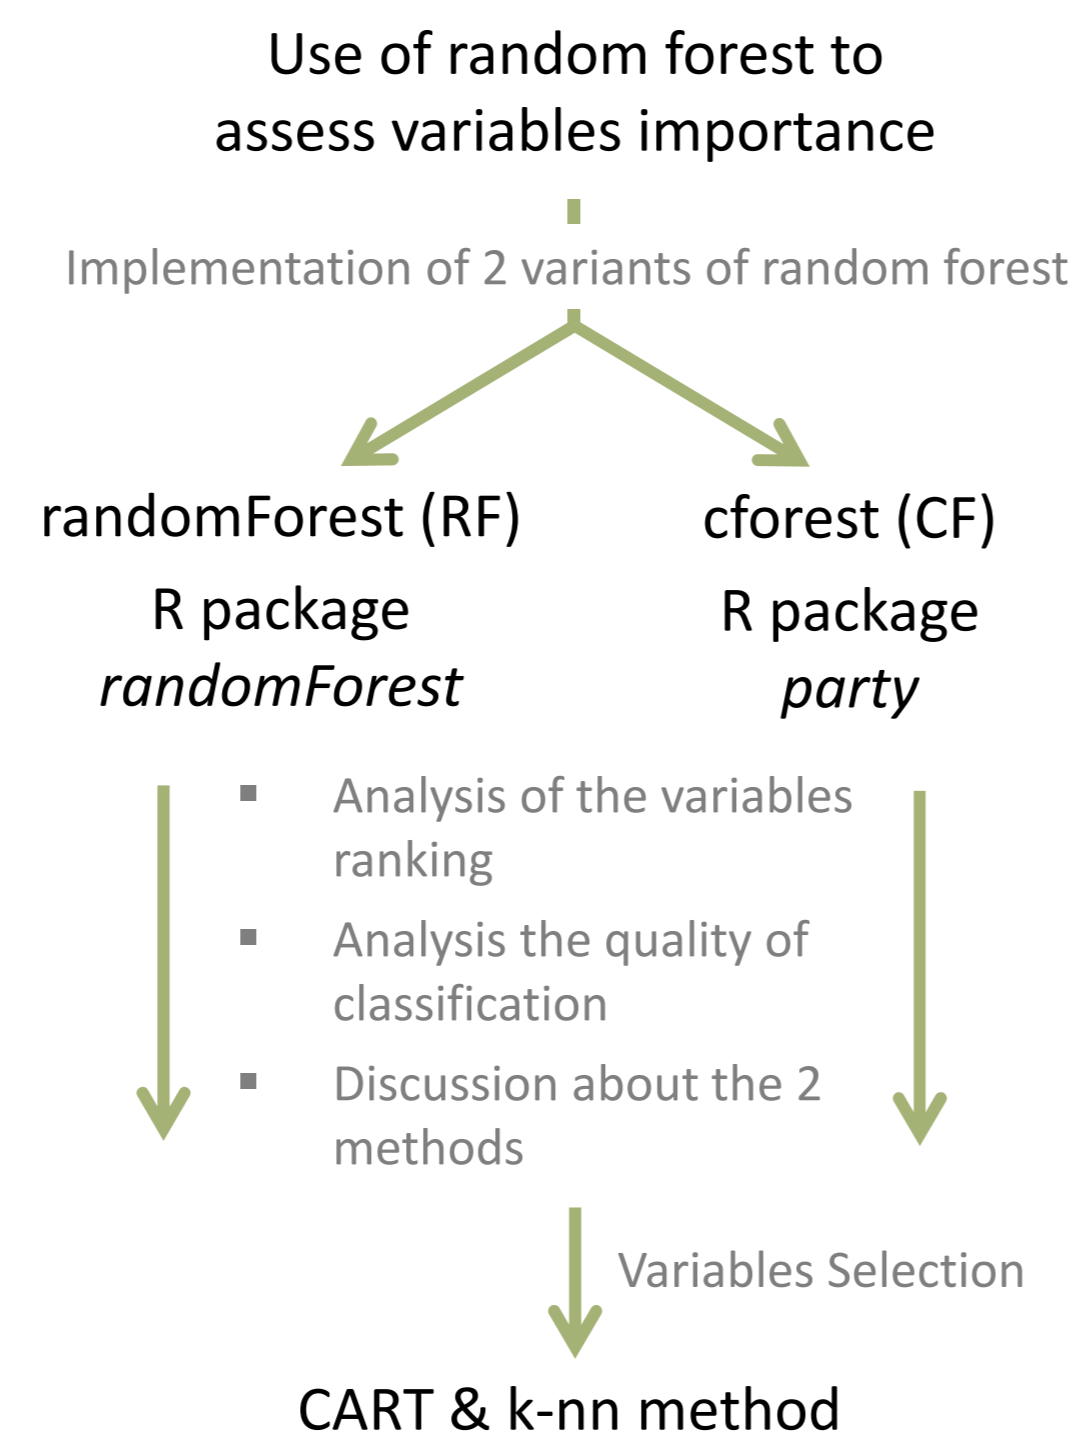 Use of random forest to
assess variables importance
Implementation of 2 variants of random forest
randomForest (RF)
R package
randomForest
cforest (CF)
R package
party
▪ Analysis of the variables
ranking
▪ Analysis the quality of
classification
▪ Discussion about the 2
methods
Variables Selection
CART & k-nn method